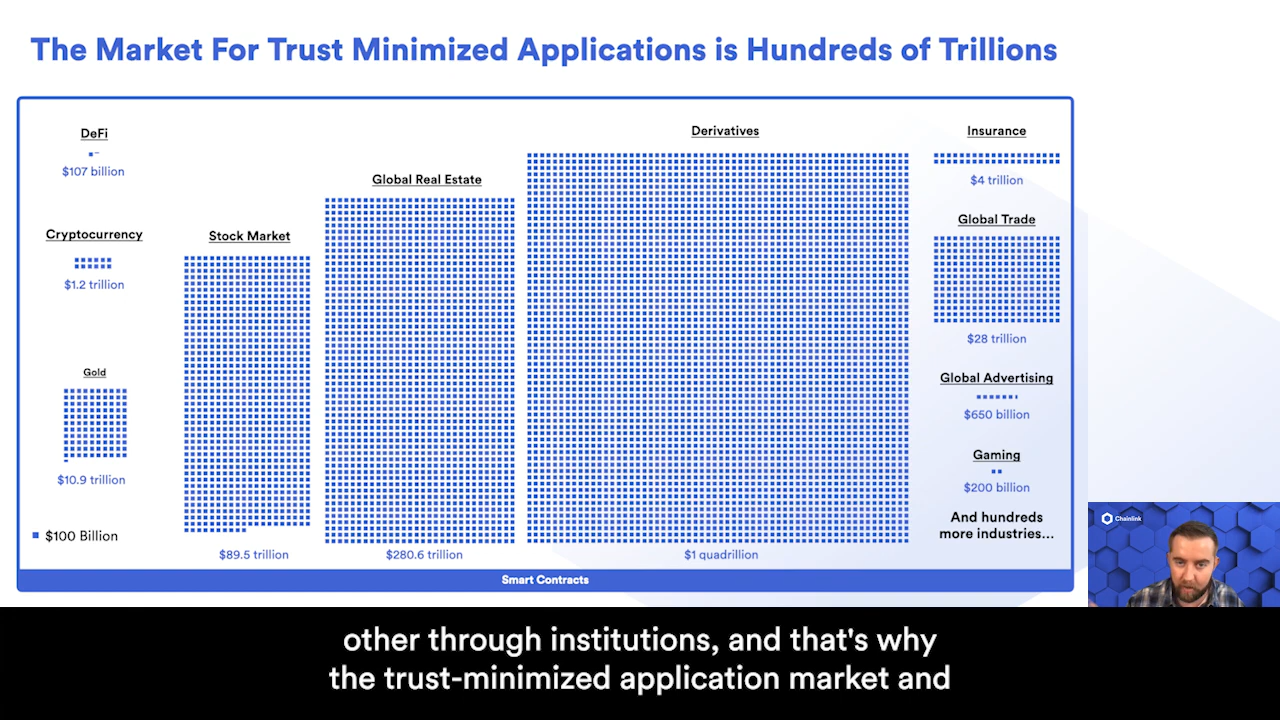 The Market For Trust Minimized Applications is Hundreds of Trillions
DeFi
$107 billion
Cryptocurrency
$1.2 trillion
Gold
$10.9 trillion
$100 Billion
Stock Market
$89.5 trillion
Global Real Estate
$280.6 trillion
Derivatives
$1 quadrillion
Insurance
$4 trillion
Global Trade
$28 trillion
Global Advertising
$650 billion
Gaming
$200 billion
And hundreds
more industries...
Smart Contracts
Chainlink
other through institutions, and that's why
the trust-minimized application market and